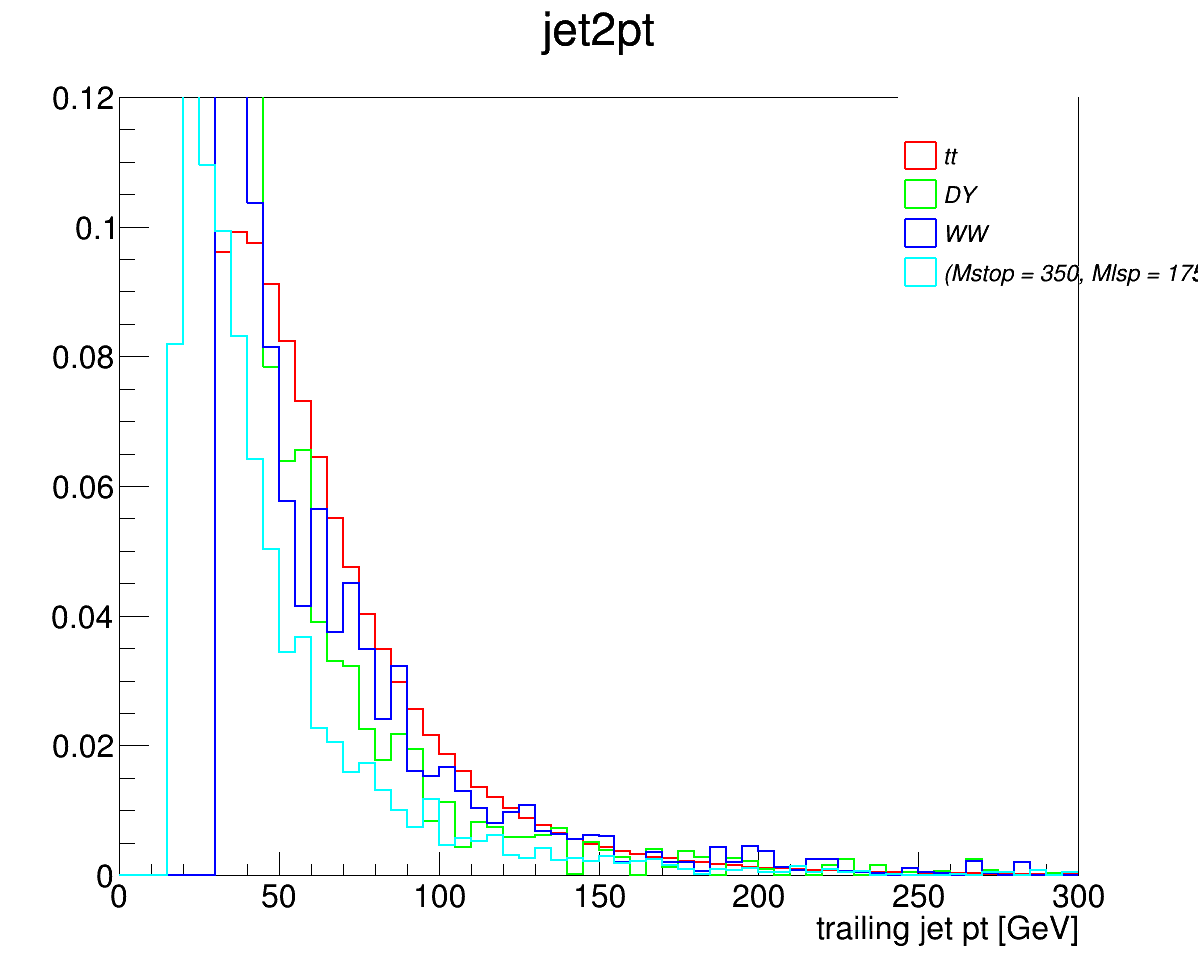 jet2pt
0.12
0.1
0.08
0.06
0.04
0.02
0
tt
DY
WW
(Mstop = 350, Mlsp = 175
0 50 100 150 200 250 300
trailing jet pt [GeV]